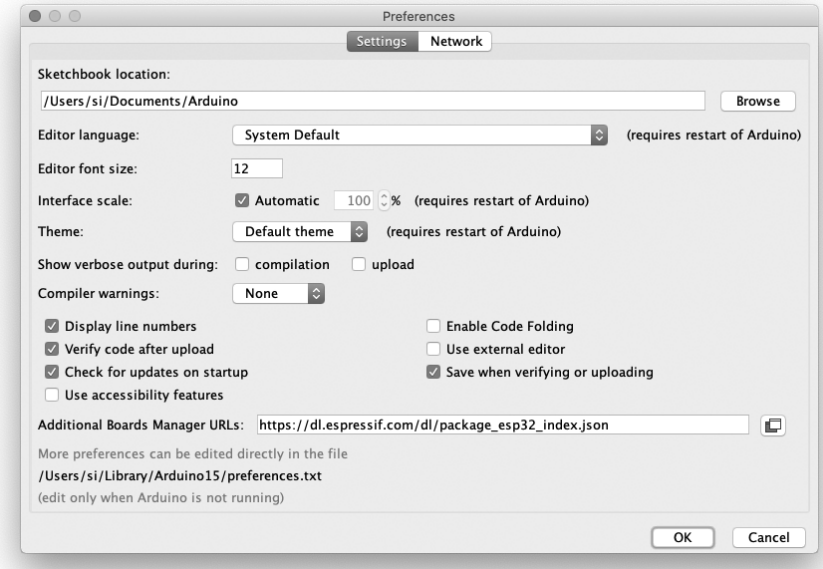 Preferences
Settings Network
Sketchbook location:
/Users/si/Documents/Arduino Browse
Editor language: System Default (requires restart of Arduino)
Editor font size: 12
Interface scale: Automatic 100 % (requires restart of Arduino)
Theme: Default theme (requires restart of Arduino)
Show verbose output during: compilation upload
Compiler warnings: None
Display line numbers Enable Code Folding
Verify code after upload Use external editor
Check for updates on startup Save when verifying or uploading
Use accessibility features
Additional Boards Manager URLs: https://dl.espressif.com/dl/package_esp32_index.json
More preferences can be edited directly in the file
/Users/si/Library/Arduino15/preferences.txt
(edit only when Arduino is not running)
OK Cancel